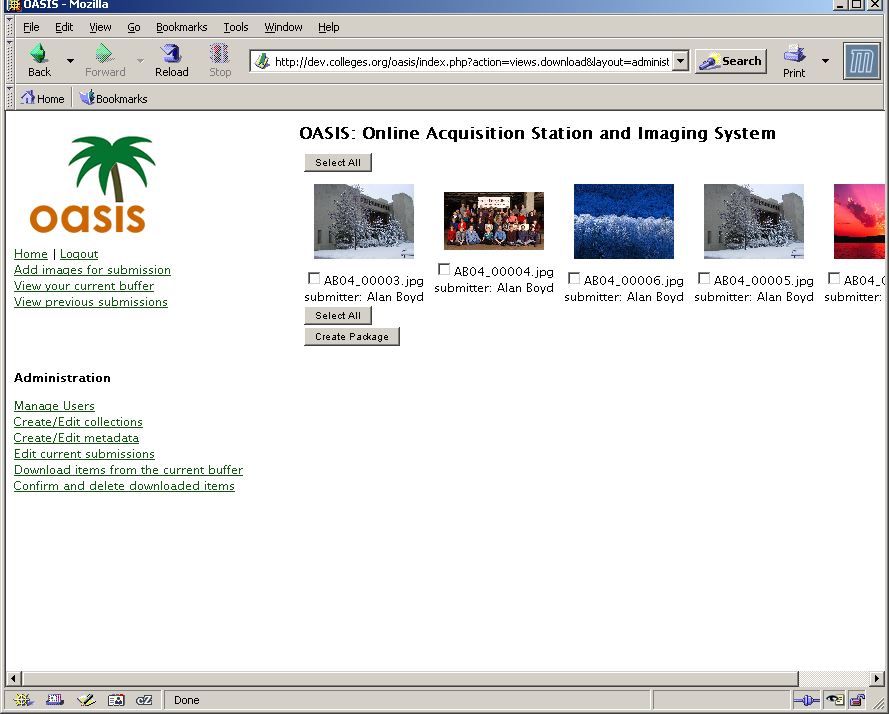 OASIS - Mozilla
File Edit View Go Bookmarks Tools Window Help
Back Forward Reload Stop http://dev.colleges.org/oasis/index.php?action=views.download&layout=administ Search Print
Home Bookmarks
OASIS: Online Acquisition Station and Imaging System
Select All
oasis
Home | Logout
Add images for submission
View your current buffer
View previous submissions
AB04_00003.jpg
submitter: Alan Boyd
AB04_00004.jpg
submitter: Alan Boyd
AB04_00006.jpg
submitter: Alan Boyd
AB04_00005.jpg
submitter: Alan Boyd
AB04_0
submitter:
Select All
Create Package
Administration
Manage Users
Create/Edit collections
Create/Edit metadata
Edit current submissions
Download items from the current buffer
Confirm and delete downloaded items
cZ Done